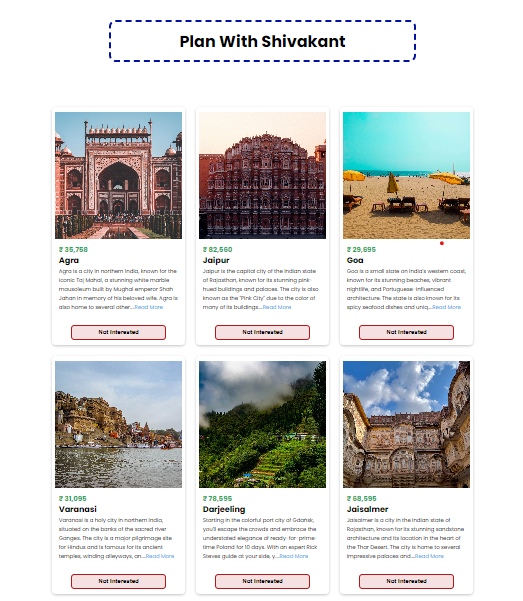 Plan With Shivakant
₹ 35,758
Agra
Agra is a city in northern India, known for the
iconic Taj Mahal, a stunning white marble
mausoleum built by Mughal emperor Shah
Jahan in memory of his beloved wife. Agra is
also home to several other....Read More
Not Interested
₹ 82,660
Jaipur
Jaipur is the capital city of the Indian state
of Rajasthan, known for its stunning pink-
hued buildings and palaces. The city is also
known as the "Pink City" due to the color of
many of its buildings....Read More
Not Interested
₹ 29,695
Goa
Goa is a small state on India's western coast,
known for its stunning beaches, vibrant
nightlife, and Portuguese-influenced
architecture. The state is also known for its
spicy seafood dishes and uniq....Read More
Not Interested
₹ 31,095
Varanasi
Varanasi is a holy city in northern India,
situated on the banks of the sacred river
Ganges. The city is a major pilgrimage site
for Hindus and is famous for its ancient
temples, winding alleyways, an....Read More
Not Interested
₹ 78,595
Darjeeling
Starting in the colorful port city of Gdańsk,
you'll escape the crowds and embrace the
understated elegance of ready-for-prime-
time Poland for 10 days. With an expert Rick
Steves guide at your side, y....Read More
Not Interested
₹ 68,595
Jaisalmer
Jaisalmer is a city in the Indian state of
Rajasthan, known for its stunning sandstone
architecture and its location in the heart of
the Thar Desert. The city is home to several
impressive palaces and....Read More
Not Interested